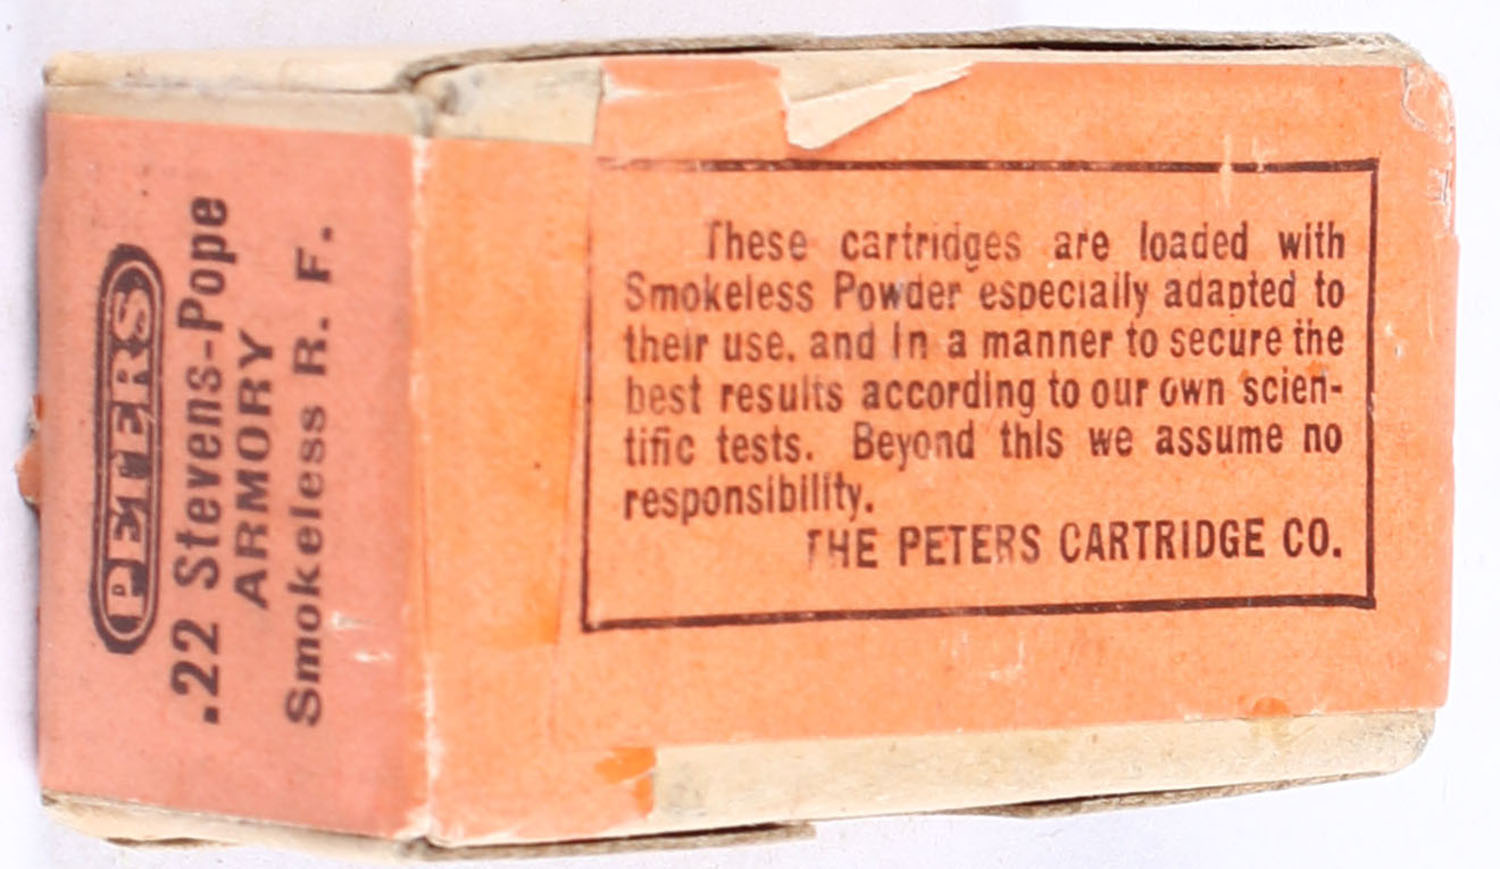 PETERS
.22 Stevens-Pope
ARMORY
Smokeless R. F.
These cartridges are loaded with
Smokeless Powder especially adapted to
their use, and in a manner to secure the
best results according to our own scien-
tific tests. Beyond this we assume no
responsibility.
THE PETERS CARTRIDGE CO.